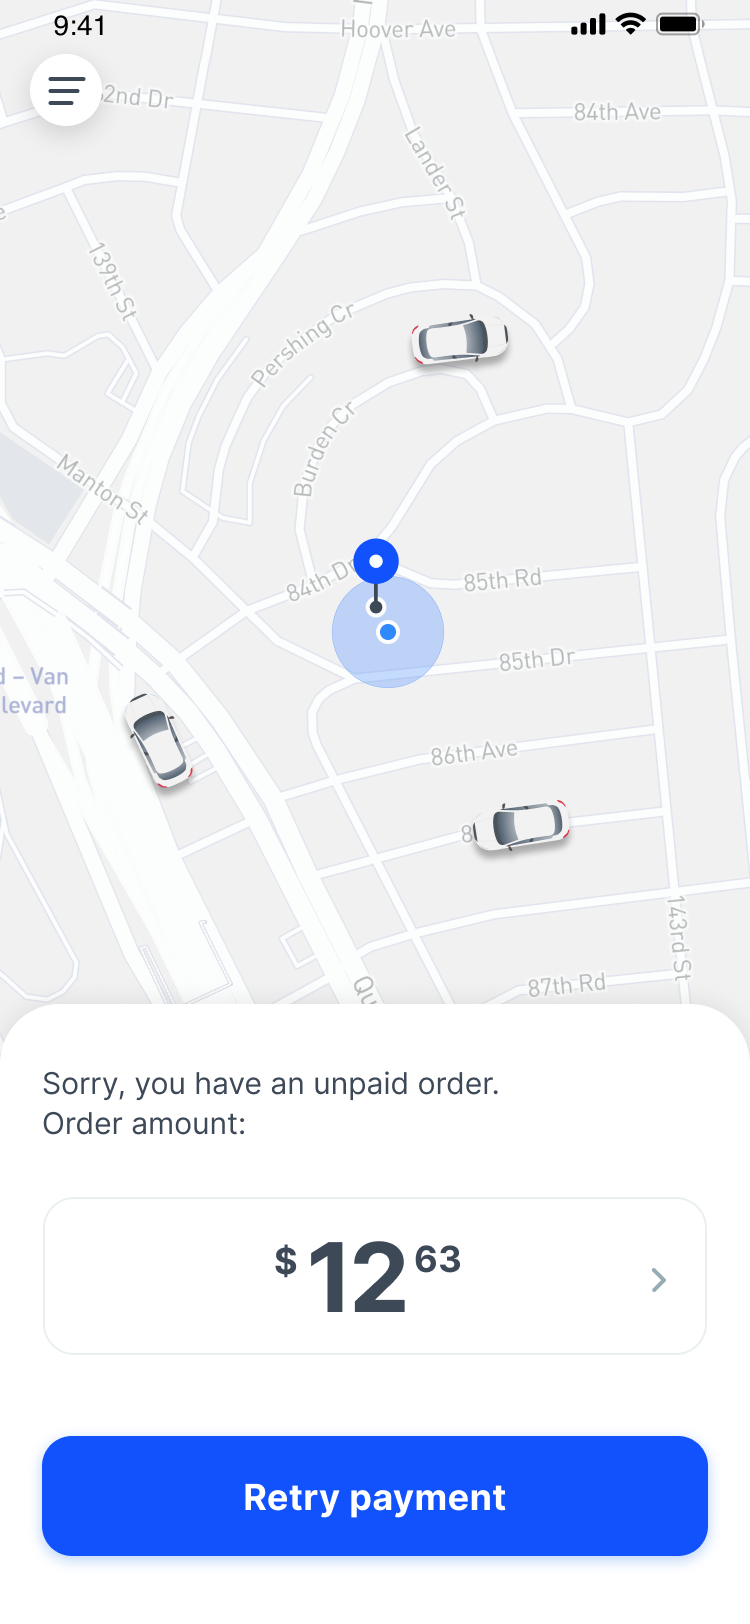 9:41
Hoover Ave
2nd Dr
84th Ave
Lander St
139th St
Pershing Cr
Burden Cr
Manton St
84th Dr
85th Rd
85th Dr
d – Van
levard
86th Ave
8
143rd St
87th Rd
Qu
Sorry, you have an unpaid order.
Order amount:
$1263
Retry payment